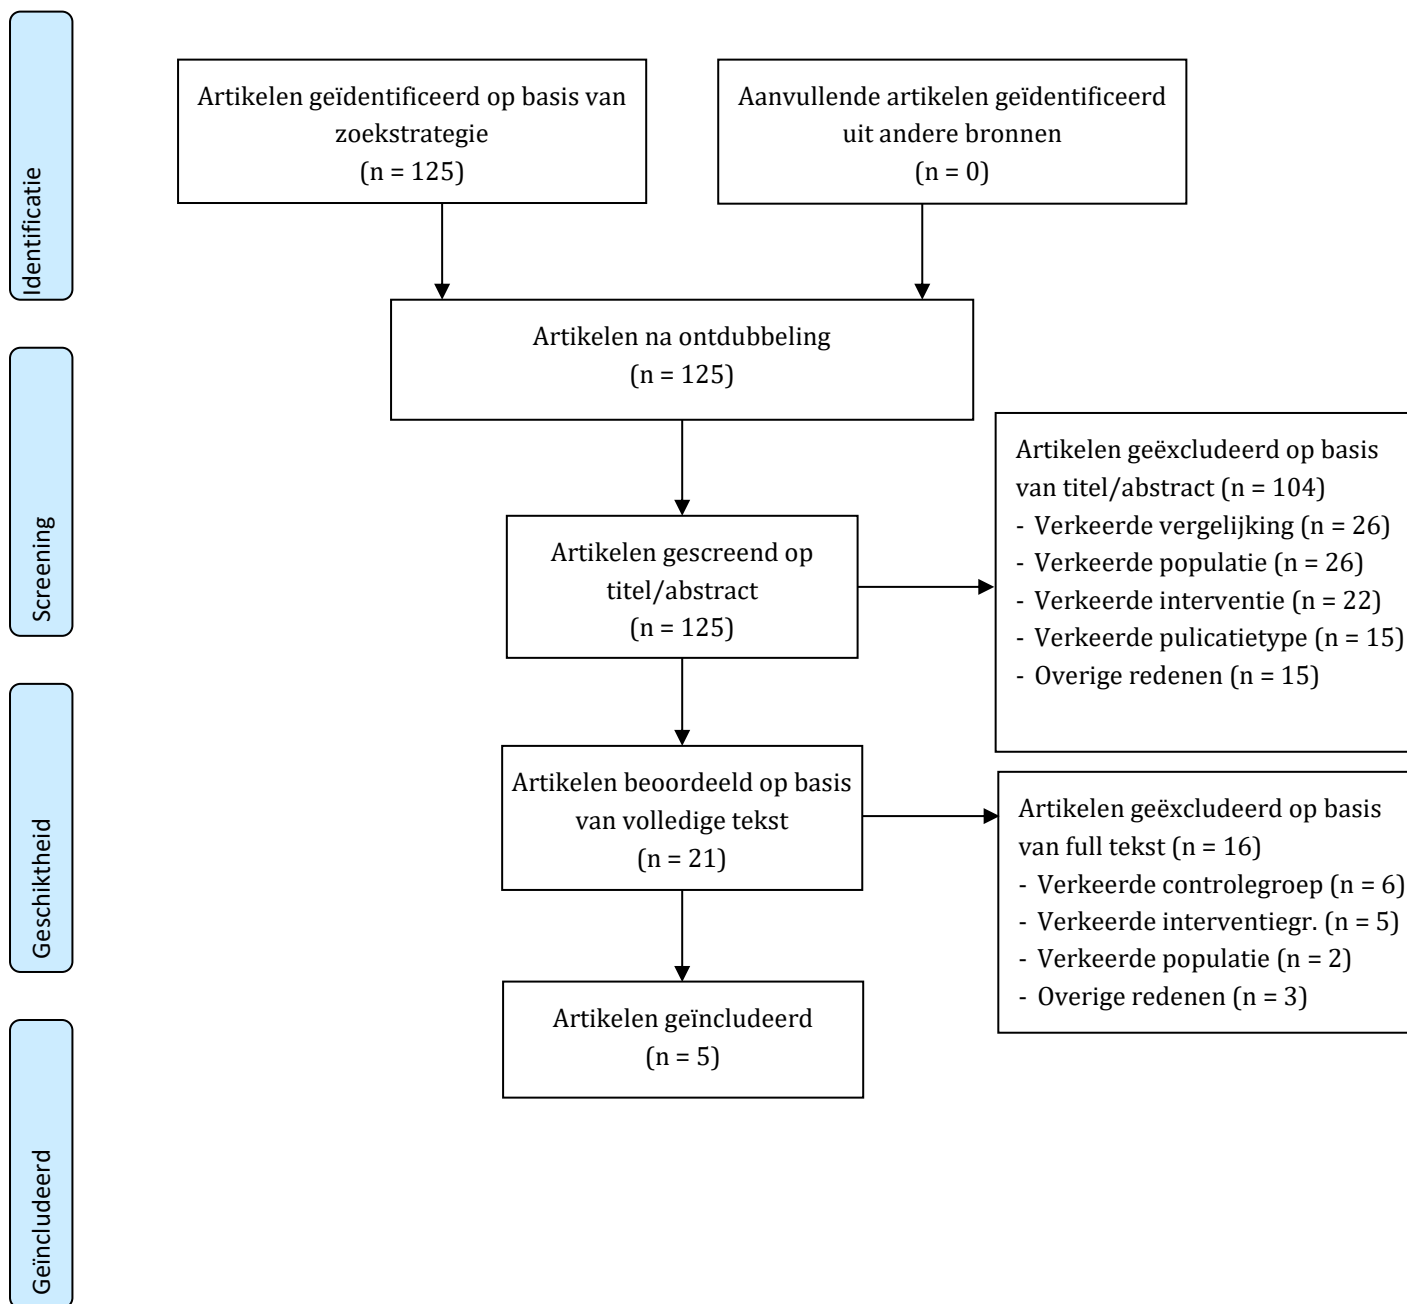 Identificatie
Artikelen geïdentificeerd op basis van
zoekstrategie
(n = 125)
Aanvullende artikelen geïdentificeerd
uit andere bronnen
(n = 0)
Artikelen na ontdubbeling
(n = 125)
Screening
Artikelen gescreend op
titel/abstract
(n = 125)
Artikelen geëxcludeerd op basis
van titel/abstract (n = 104)
- Verkeerde vergelijking (n = 26)
- Verkeerde populatie (n = 26)
- Verkeerde interventie (n = 22)
- Verkeerde pulicatietype (n = 15)
- Overige redenen (n = 15)
Geschiktheid
Artikelen beoordeeld op basis
van volledige tekst
(n = 21)
Artikelen geëxcludeerd op basis
van full tekst (n = 16)
- Verkeerde controlegroep (n = 6)
- Verkeerde interventiegr. (n = 5)
- Verkeerde populatie (n = 2)
- Overige redenen (n = 3)
Artikelen geïncludeerd
(n = 5)
Geïncludeerd